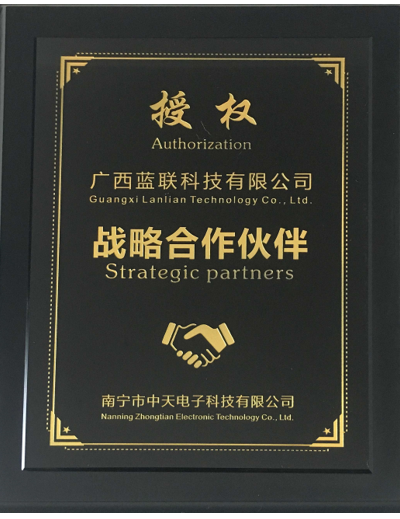 授权
Authorization
广西蓝联科技有限公司
Guangxi Lanlian Technology Co., Ltd.
战略合作伙伴
Strategic partners
南宁市中天电子科技有限公司
Nanning Zhongtian Electronic Technology Co., Ltd.